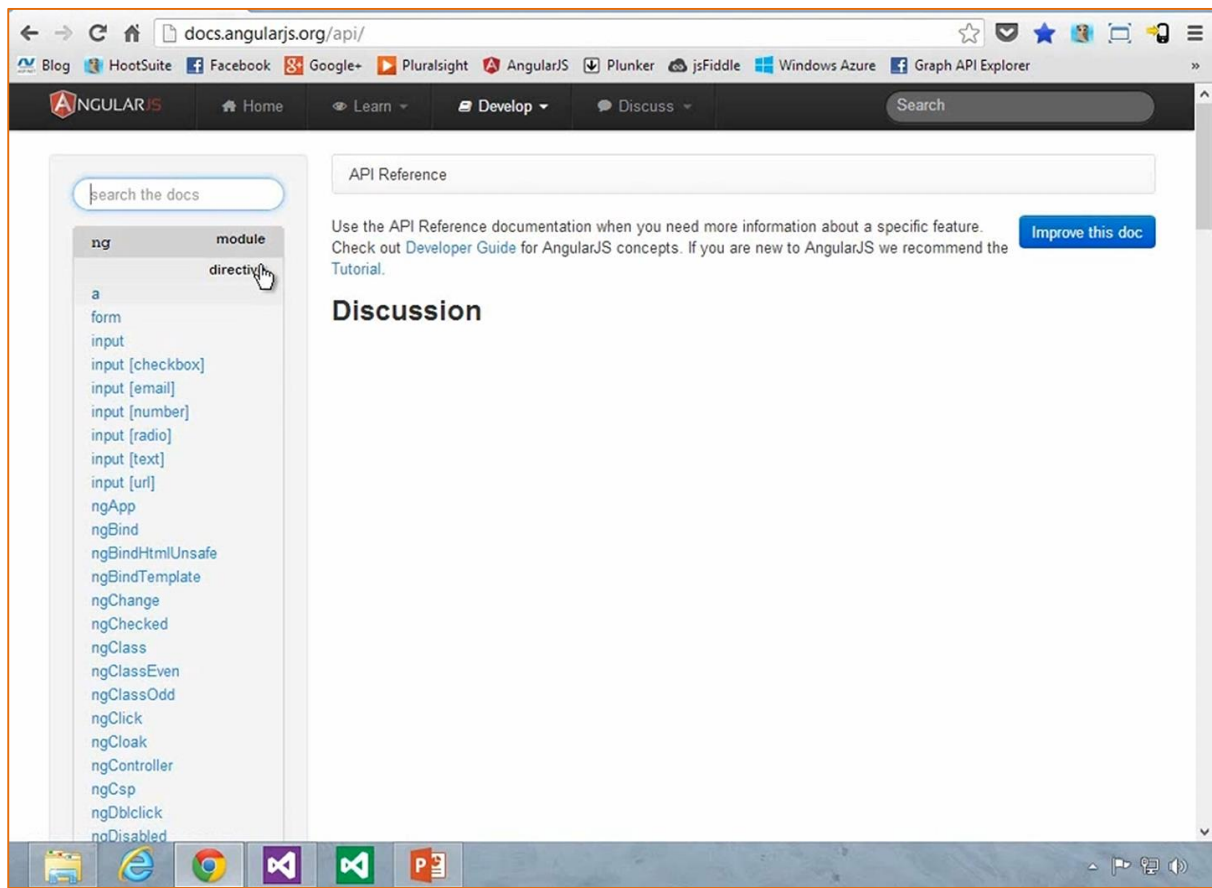 docs.angularjs.org/api/
Blog HootSuite Facebook Google+ Pluralsight AngularJS Plunker jsFiddle Windows Azure Graph API Explorer »
ANGULARJS Home Learn Develop Discuss Search
search the docs
API Reference
Use the API Reference documentation when you need more information about a specific feature.
Check out Developer Guide for AngularJS concepts. If you are new to AngularJS we recommend the
Tutorial.
Improve this doc
Discussion
ng module
directive
a
form
input
input [checkbox]
input [email]
input [number]
input [radio]
input [text]
input [url]
ngApp
ngBind
ngBindHtmlUnsafe
ngBindTemplate
ngChange
ngChecked
ngClass
ngClassEven
ngClassOdd
ngClick
ngCloak
ngController
ngCsp
ngDblclick
ngDisabled